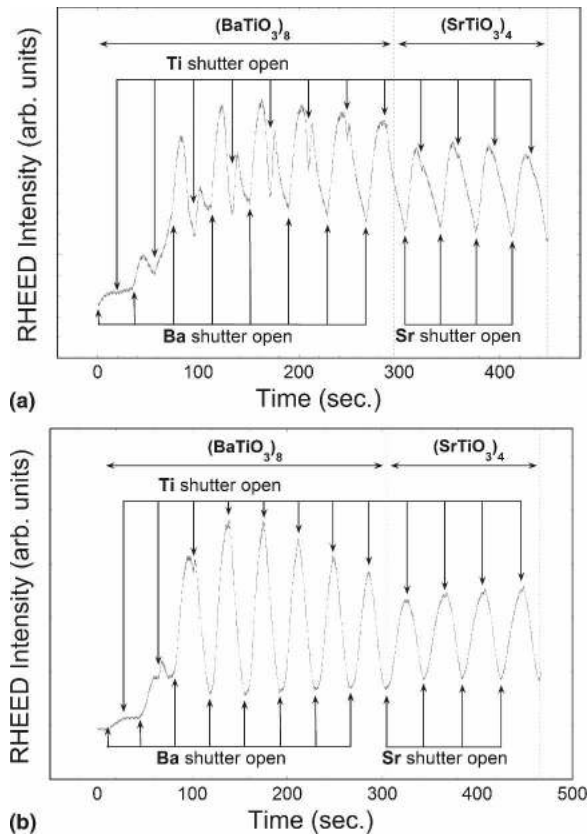 (BaTiO₃)₈ (SrTiO₃)₄
Ti shutter open
RHEED Intensity (arb. units)
Ba shutter open Sr shutter open
0 100 200 300 400
(a) Time (sec.)
(BaTiO₃)₈ (SrTiO₃)₄
Ti shutter open
RHEED Intensity (arb. units)
Ba shutter open Sr shutter open
0 100 200 300 400 500
(b) Time (sec.)